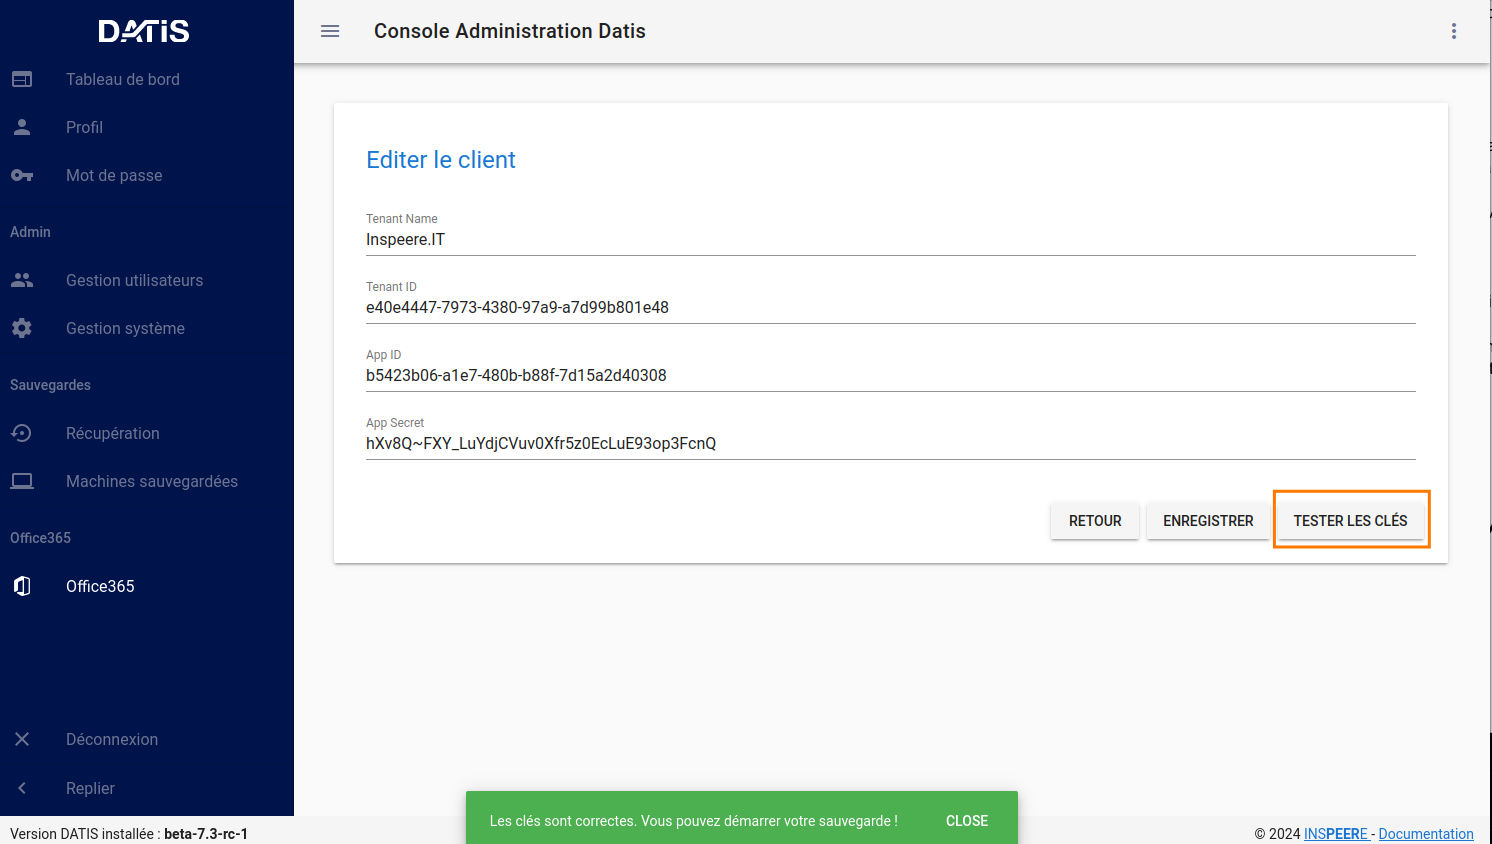 DATIS
Tableau de bord
Profil
Mot de passe
Admin
Gestion utilisateurs
Gestion système
Sauvegardes
Récupération
Machines sauvegardées
Office365
Office365
Déconnexion
Replier
Console Administration Datis
Editer le client
Tenant Name
Inspeere.IT
Tenant ID
e40e4447-7973-4380-97a9-a7d99b801e48
App ID
b5423b06-a1e7-480b-b88f-7d15a2d40308
App Secret
hXv8Q~FXY_LuYdjCVuv0Xfr5z0EcLuE93op3FcnQ
RETOUR ENREGISTRER TESTER LES CLÉS
Les clés sont correctes. Vous pouvez démarrer votre sauvegarde ! CLOSE
Version DATIS installée : beta-7.3-rc-1
© 2024 INSPEERE - Documentation